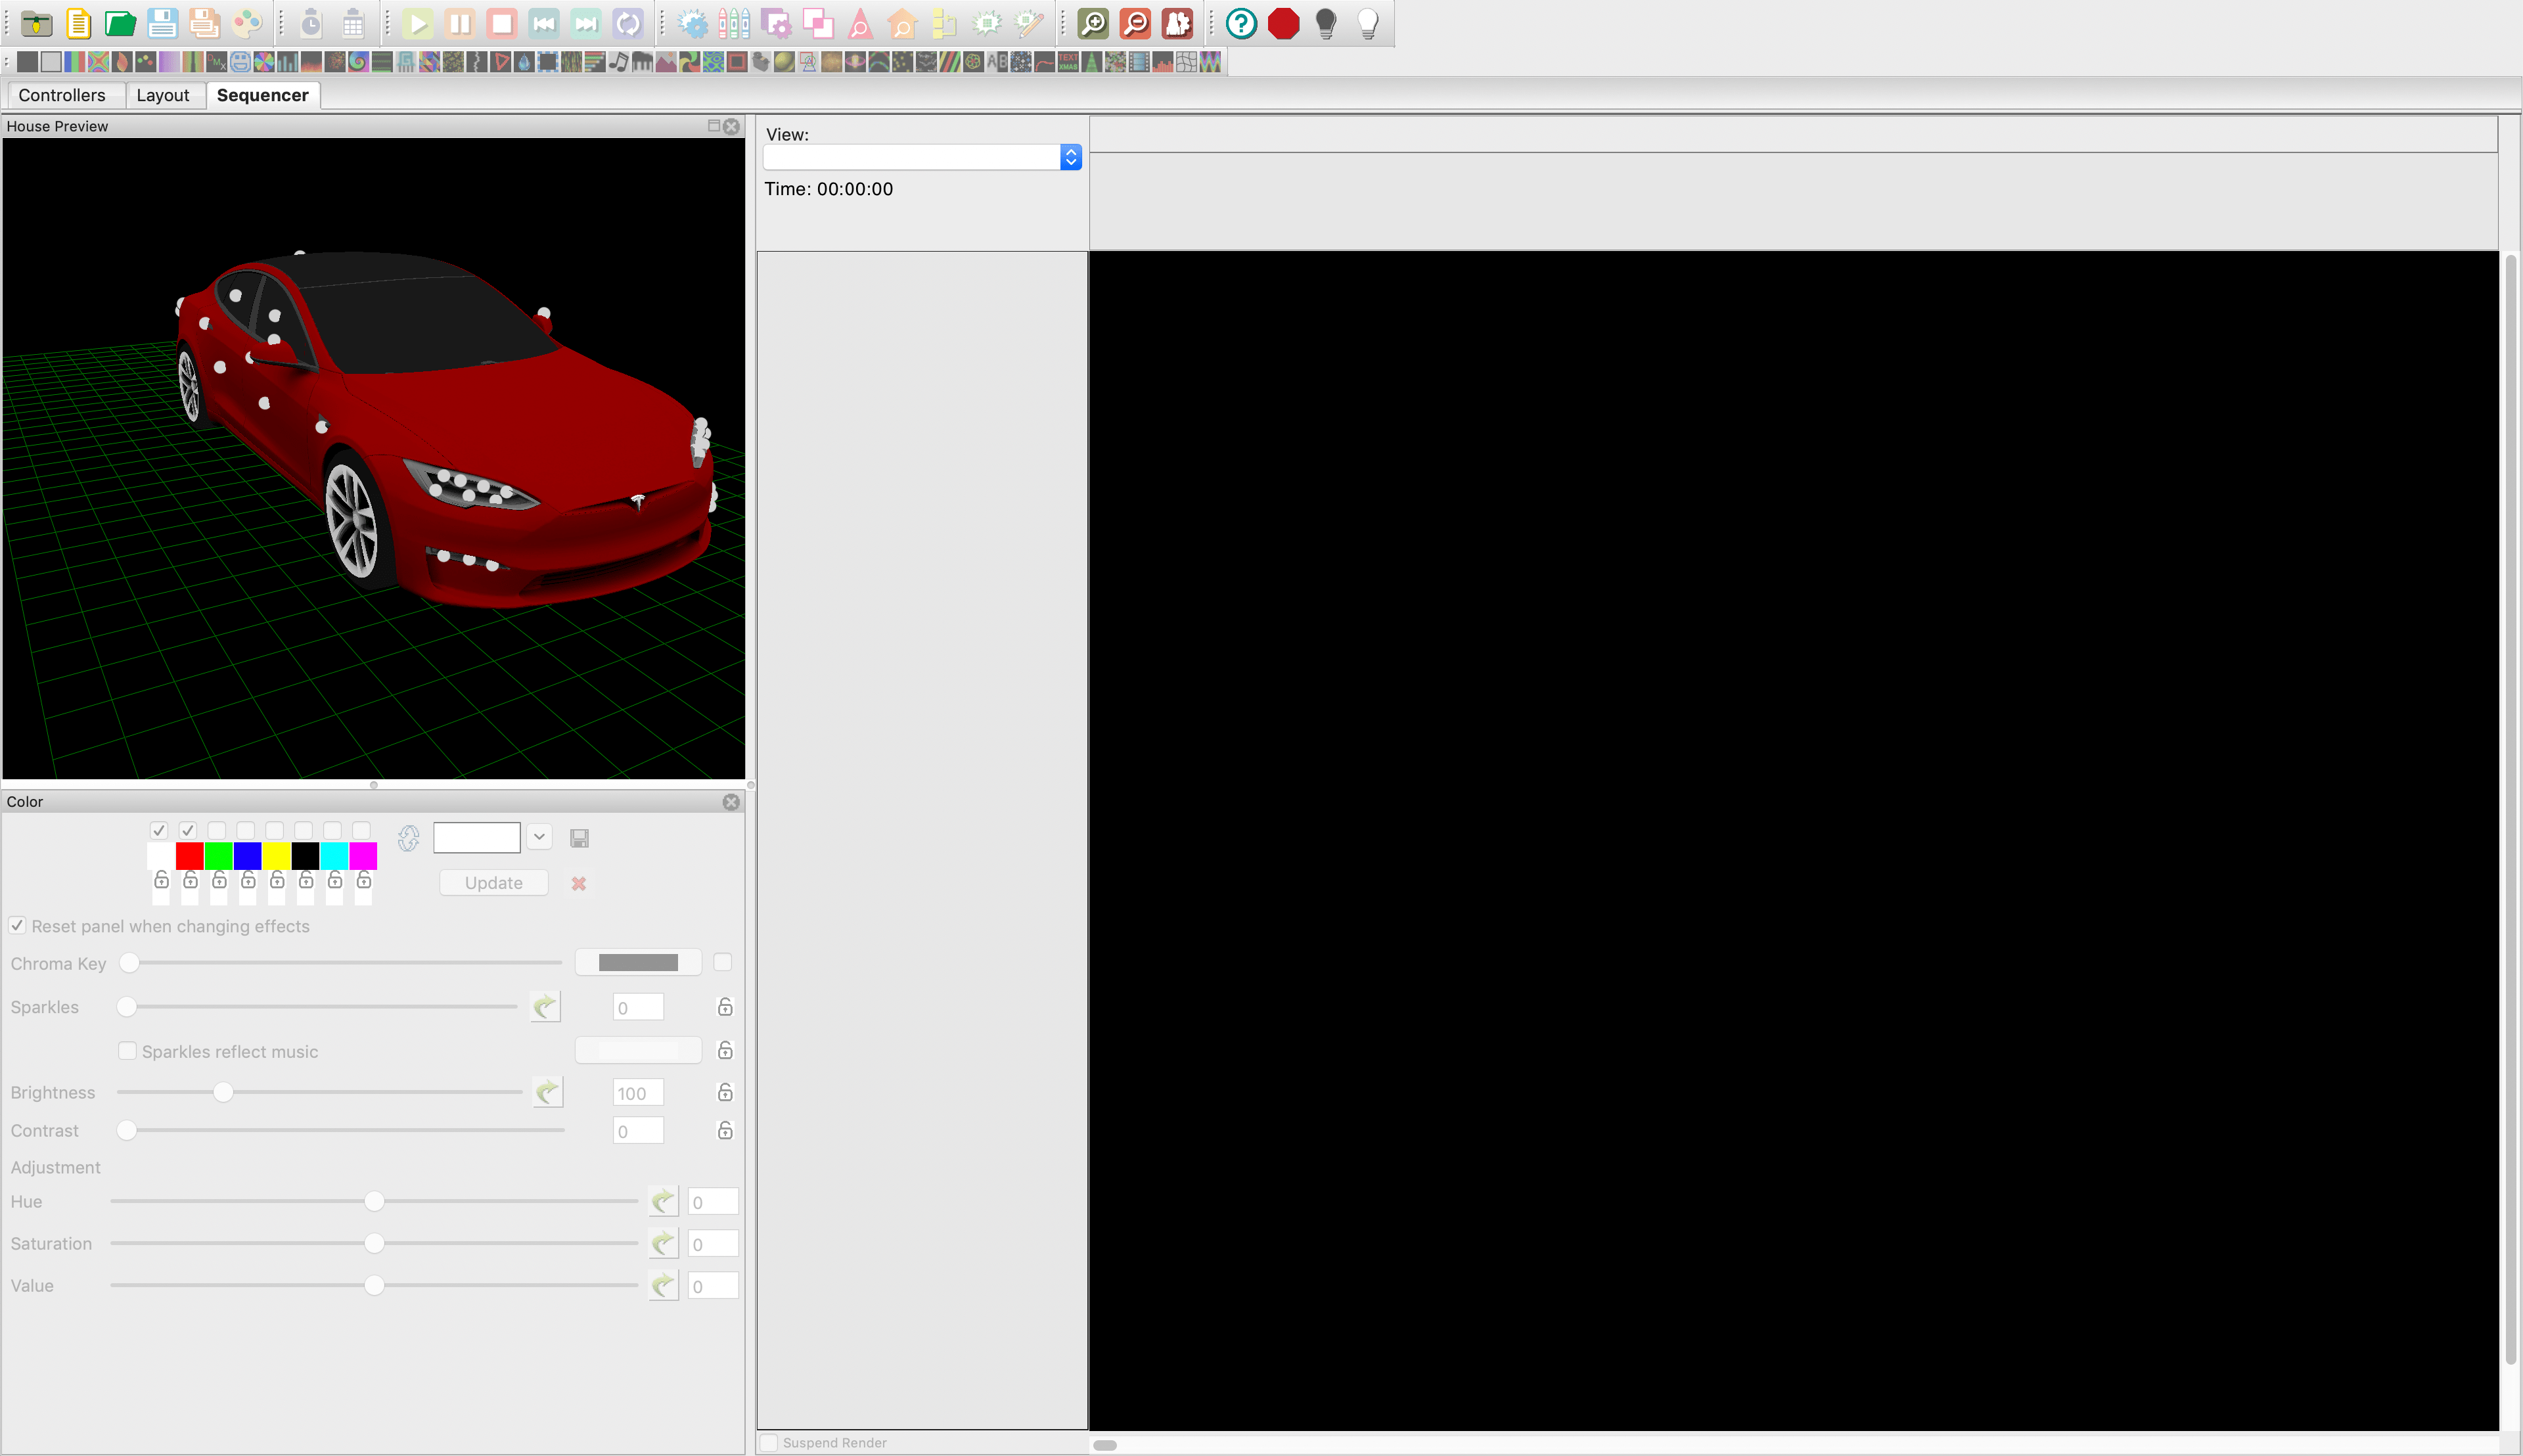 Controllers
Layout
Sequencer
House Preview
View:
Time: 00:00:00
Color
Update
Reset panel when changing effects
Chroma Key
Sparkles
0
Sparkles reflect music
Brightness
100
Contrast
0
Adjustment
Hue
0
Saturation
0
Value
0
Suspend Render